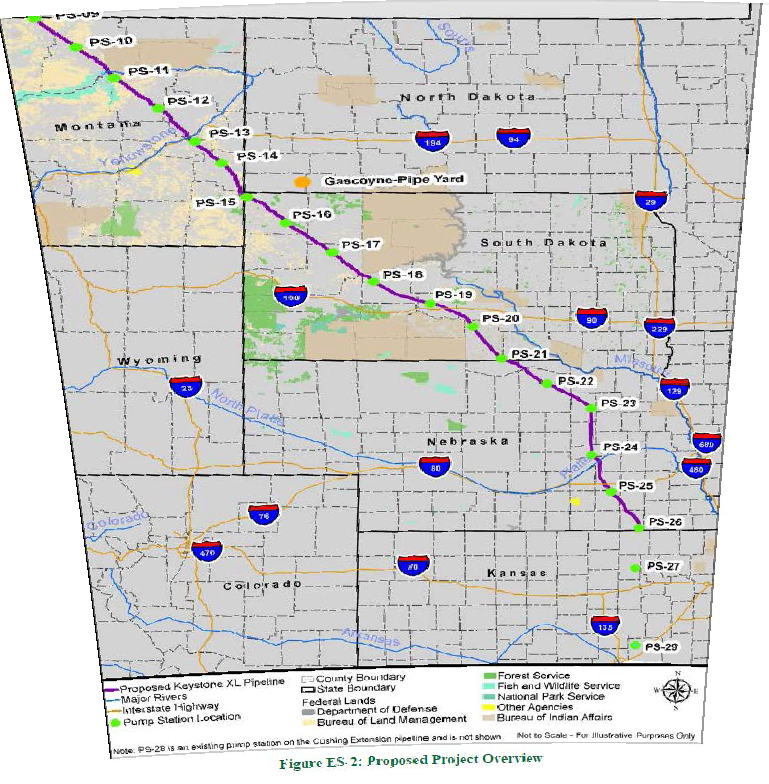 PS-09
PS-10
PS-11
PS-12
PS-13
PS-14
PS-15
PS-16
PS-17
PS-18
PS-19
PS-20
PS-21
PS-22
PS-23
PS-24
PS-25
PS-26
PS-27
PS-29
Montana
Yellowstone
North Dakota
194
94
Gascoyne-Pipe Yard
29
South Dakota
190
90
229
Missouri
129
Wyoming
25
North Platte
Nebraska
80
Platte
680
480
Colorado
76
470
Colorado
70
Kansas
135
Arkansas
Proposed Keystone XL Pipeline
Major Rivers
Interstate Highway
Pump Station Location
County Boundary
State Boundary
Federal Lands
Department of Defense
Bureau of Land Management
Forest Service
Fish and Wildlife Service
National Park Service
Other Agencies
Bureau of Indian Affairs
N
W E
S
Note: PS-28 is an existing pump station on the Cushing Extension pipeline and is not shown
Not to Scale - For Illustrative Purposes Only
Figure ES-2: Proposed Project Overview